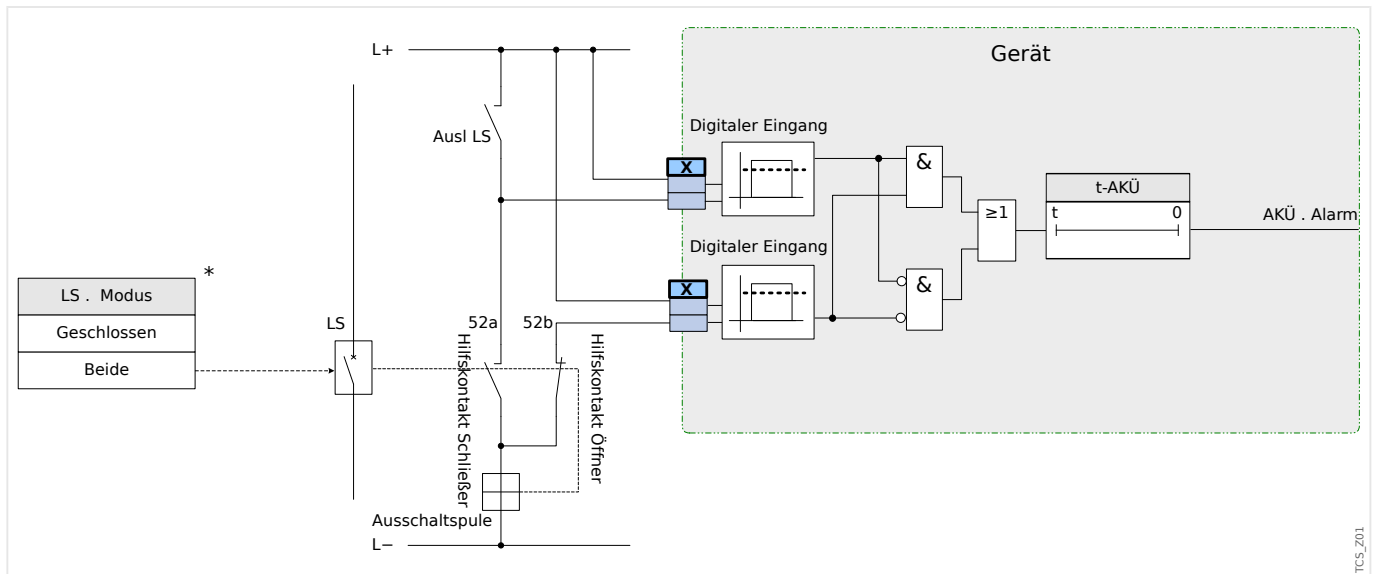 Gerät
L+
Ausl LS
Digitaler Eingang
X
&
t-AKÜ
t 0
≥1
AKÜ . Alarm
Digitaler Eingang
X
&
*
LS . Modus
Geschlossen
Beide
LS
52a
52b
Hilfskontakt Schließer
Hilfskontakt Öffner
Ausschaltspule
L−
TCS_Z01